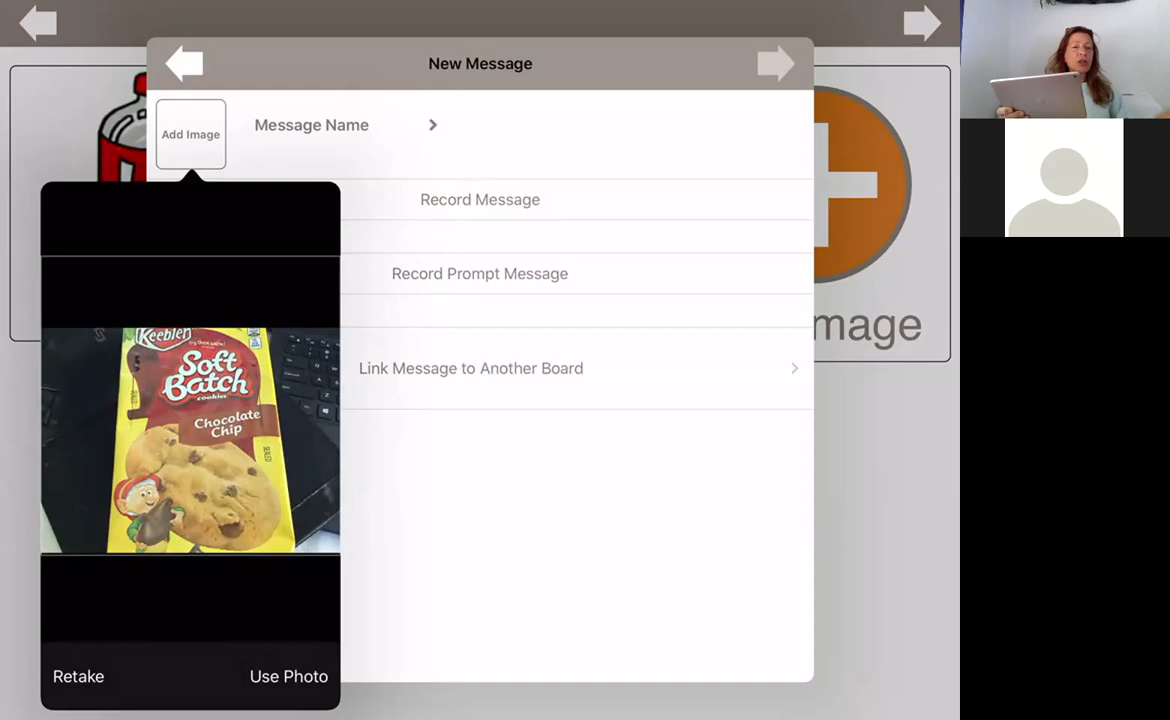 New Message
Add Image
Message Name
Record Message
Record Prompt Message
Link Message to Another Board
mage
Keebler
Soft
Batch
cookies
Chocolate
Chip
Retake
Use Photo